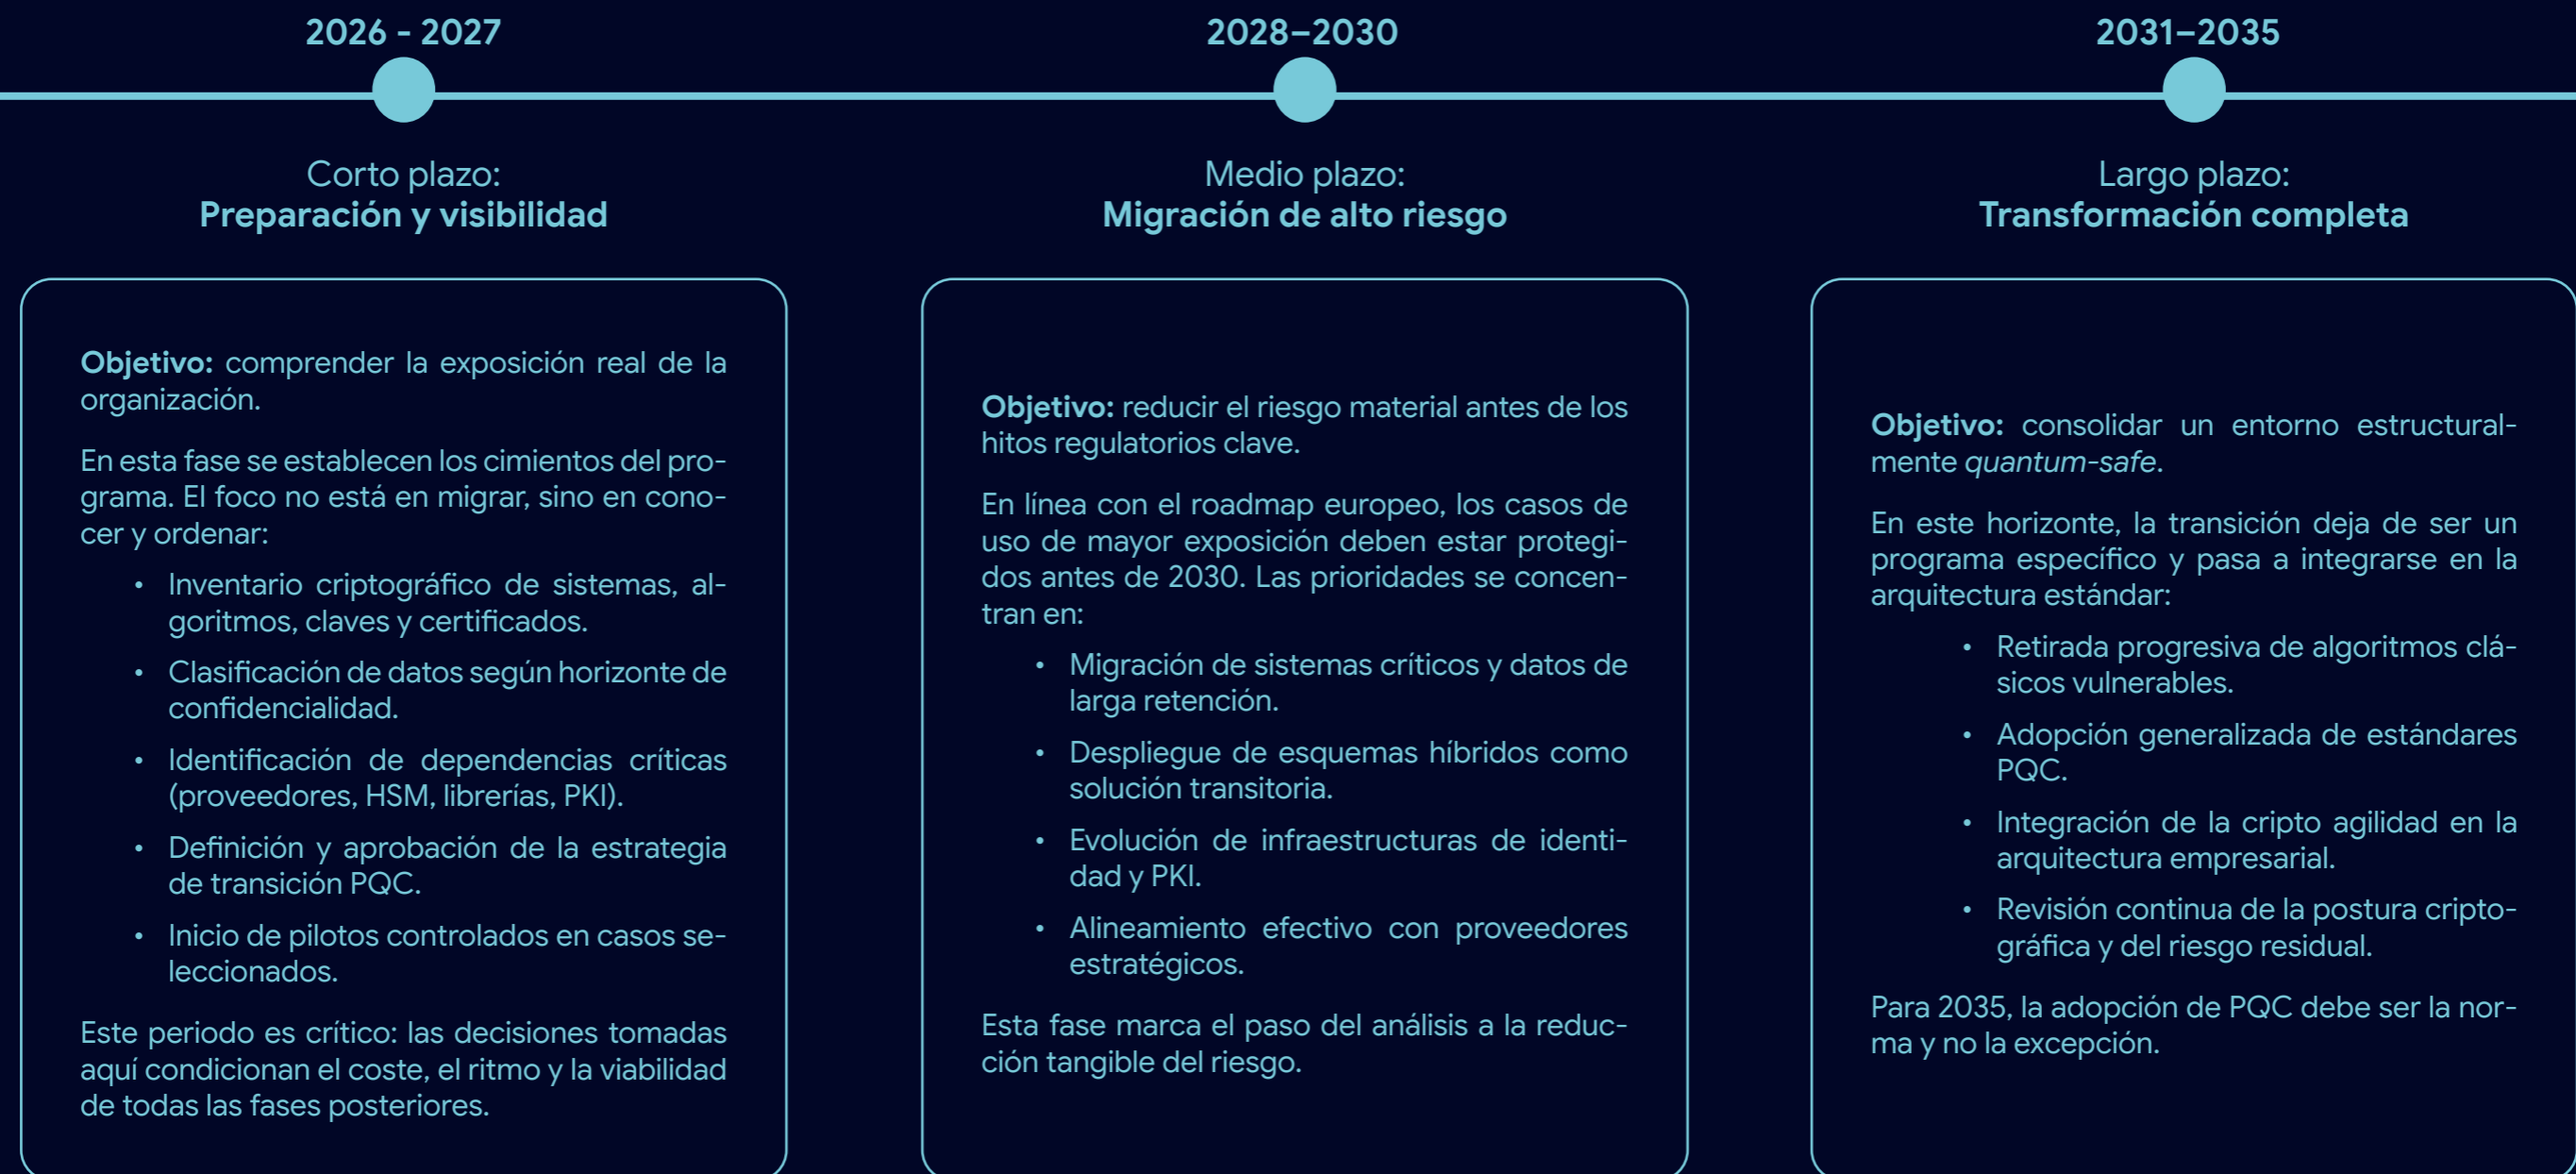 2026 - 2027
Corto plazo:
Preparación y visibilidad
Objetivo: comprender la exposición real de la
organización.
En esta fase se establecen los cimientos del pro-
grama. El foco no está en migrar, sino en cono-
cer y ordenar:
• Inventario criptográfico de sistemas, al-
goritmos, claves y certificados.
• Clasificación de datos según horizonte de
confidencialidad.
• Identificación de dependencias críticas
(proveedores, HSM, librerías, PKI).
• Definición y aprobación de la estrategia
de transición PQC.
• Inicio de pilotos controlados en casos se-
leccionados.
Este periodo es crítico: las decisiones tomadas
aquí condicionan el coste, el ritmo y la viabilidad
de todas las fases posteriores.
2028–2030
Medio plazo:
Migración de alto riesgo
Objetivo: reducir el riesgo material antes de los
hitos regulatorios clave.
En línea con el roadmap europeo, los casos de
uso de mayor exposición deben estar protegi-
dos antes de 2030. Las prioridades se concen-
tran en:
• Migración de sistemas críticos y datos de
larga retención.
• Despliegue de esquemas híbridos como
solución transitoria.
• Evolución de infraestructuras de identi-
dad y PKI.
• Alineamiento efectivo con proveedores
estratégicos.
Esta fase marca el paso del análisis a la reduc-
ción tangible del riesgo.
2031–2035
Largo plazo:
Transformación completa
Objetivo: consolidar un entorno estructural-
mente quantum-safe.
En este horizonte, la transición deja de ser un
programa específico y pasa a integrarse en la
arquitectura estándar:
• Retirada progresiva de algoritmos clá-
sicos vulnerables.
• Adopción generalizada de estándares
PQC.
• Integración de la cripto agilidad en la
arquitectura empresarial.
• Revisión continua de la postura cripto-
gráfica y del riesgo residual.
Para 2035, la adopción de PQC debe ser la nor-
ma y no la excepción.